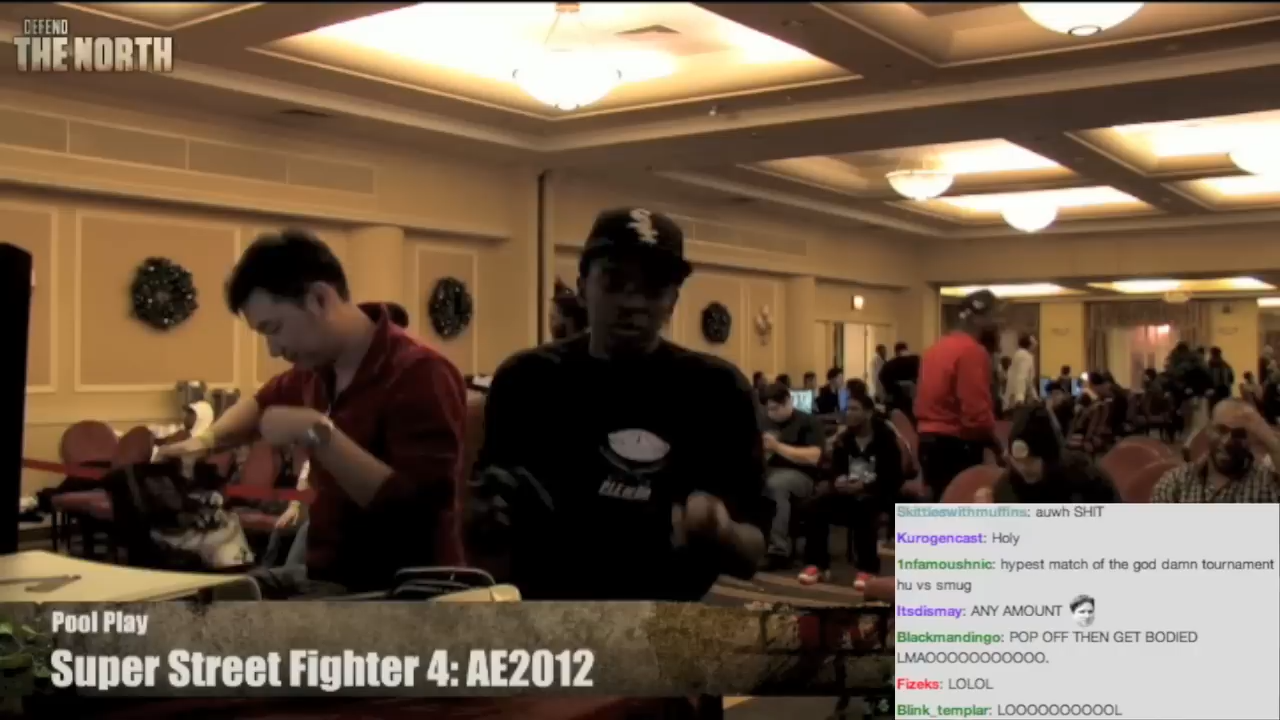 DEFEND
THE NORTH
Pool Play
Super Street Fighter 4: AE2012
Skittleswithmuffins: auwh SHIT
Kurogencast: Holy
1nfamoushnic: hypest match of the god damn tournament
hu vs smug
Itsdismay: ANY AMOUNT
Blackmandingo: POP OFF THEN GET BODIED
LMAOOOOOOOOOOO.
Fizeks: LOLOL
Blink_templar: LOOOOOOOOOOL